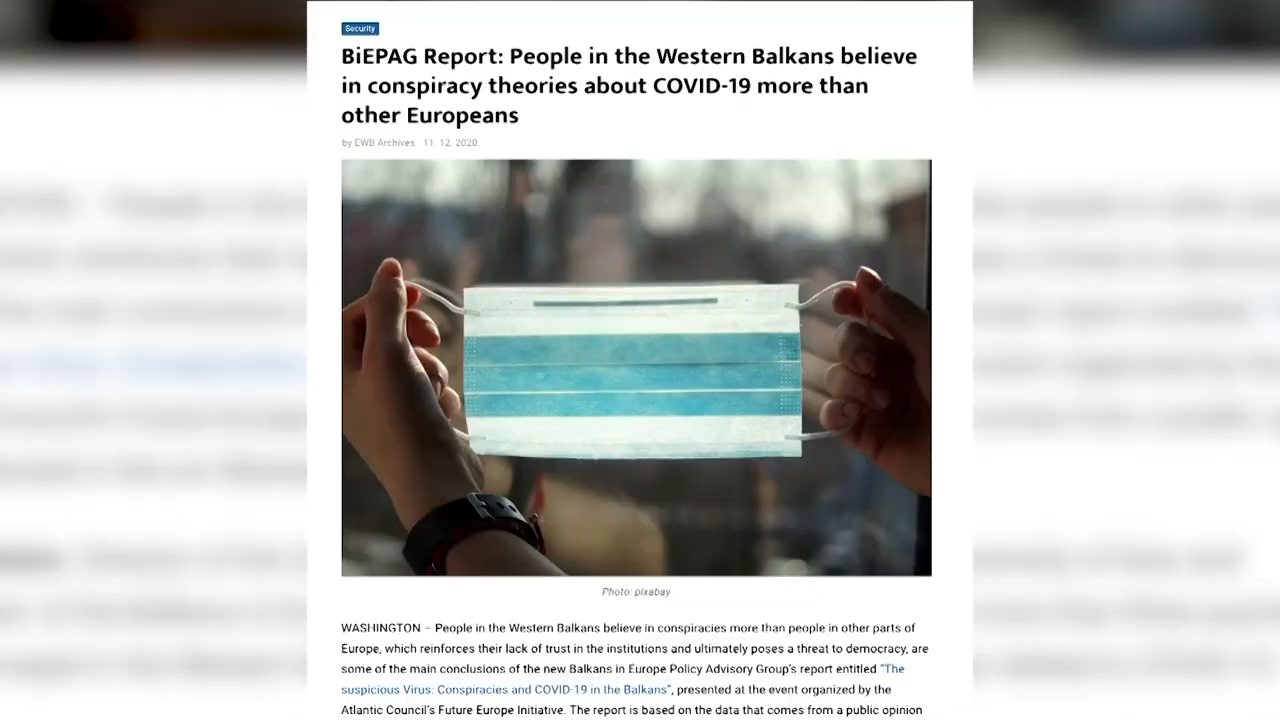 Security
BiEPAG Report: People in the Western Balkans believe
in conspiracy theories about COVID-19 more than
other Europeans
by EWB Archives 11. 12. 2020.
Photo: pixabay
WASHINGTON – People in the Western Balkans believe in conspiracies more than people in other parts of
Europe, which reinforces their lack of trust in the institutions and ultimately poses a threat to democracy, are
some of the main conclusions of the new Balkans in Europe Policy Advisory Group's report entitled "The
suspicious Virus: Conspiracies and COVID-19 in the Balkans", presented at the event organized by the
Atlantic Council's Future Europe Initiative. The report is based on the data that comes from a public opinion